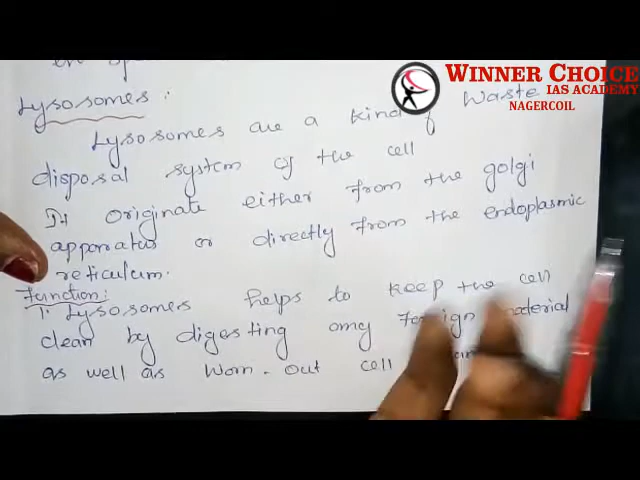 WINNER CHOICE
IAS ACADEMY
NAGERCOIL
Lysosomes :
Lysosomes are a kind of waste
disposal system of the cell
It originate either from the golgi
apparatus or directly from the endoplasmic
reticulum.
Function:
1. Lysosomes helps to keep the cell
clean by digesting any foreign material
as well as worn-out cell